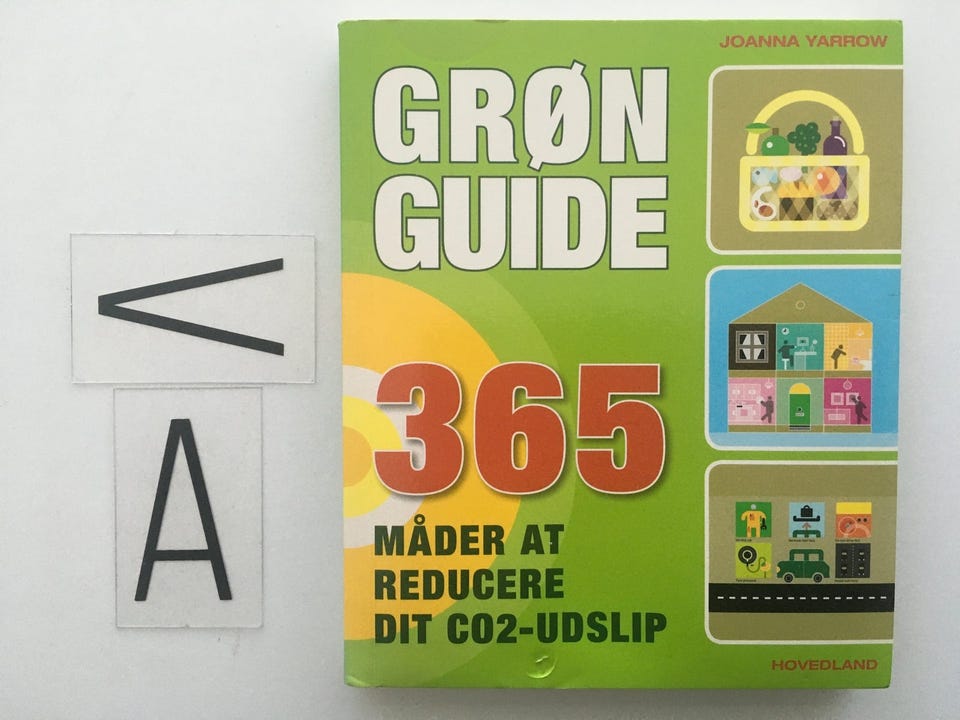 <
A
JOANNA YARROW
GRØN
GUIDE
365
MÅDER AT
REDUCERE
DIT CO2-UDSLIP
HOVEDLAND